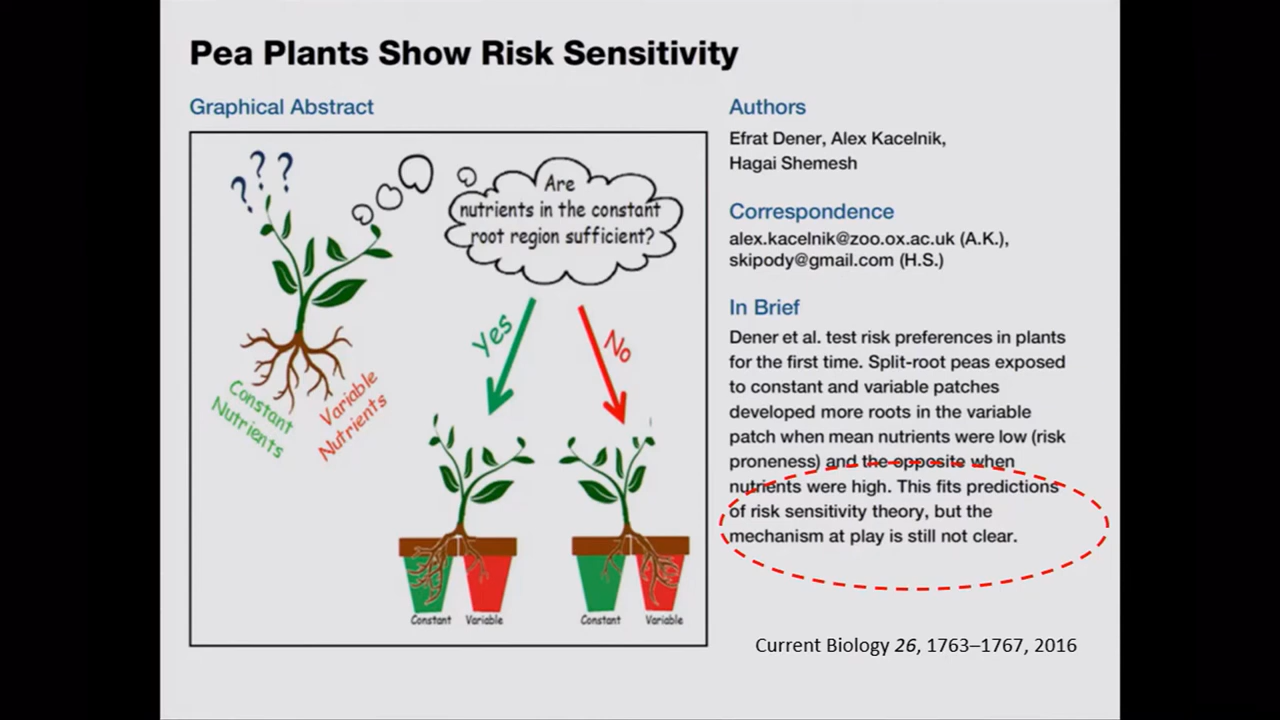 Pea Plants Show Risk Sensitivity
Graphical Abstract
? ? ?
Are
nutrients in the constant
root region sufficient?
Yes
No
Constant
Nutrients
Variable
Nutrients
Constant
Variable
Constant
Variable
Authors
Efrat Dener, Alex Kacelnik,
Hagai Shemesh
Correspondence
alex.kacelnik@zoo.ox.ac.uk (A.K.),
skipody@gmail.com (H.S.)
In Brief
Dener et al. test risk preferences in plants
for the first time. Split-root peas exposed
to constant and variable patches
developed more roots in the variable
patch when mean nutrients were low (risk
proneness) and the opposite when
nutrients were high. This fits predictions
of risk sensitivity theory, but the
mechanism at play is still not clear.
Current Biology 26, 1763–1767, 2016